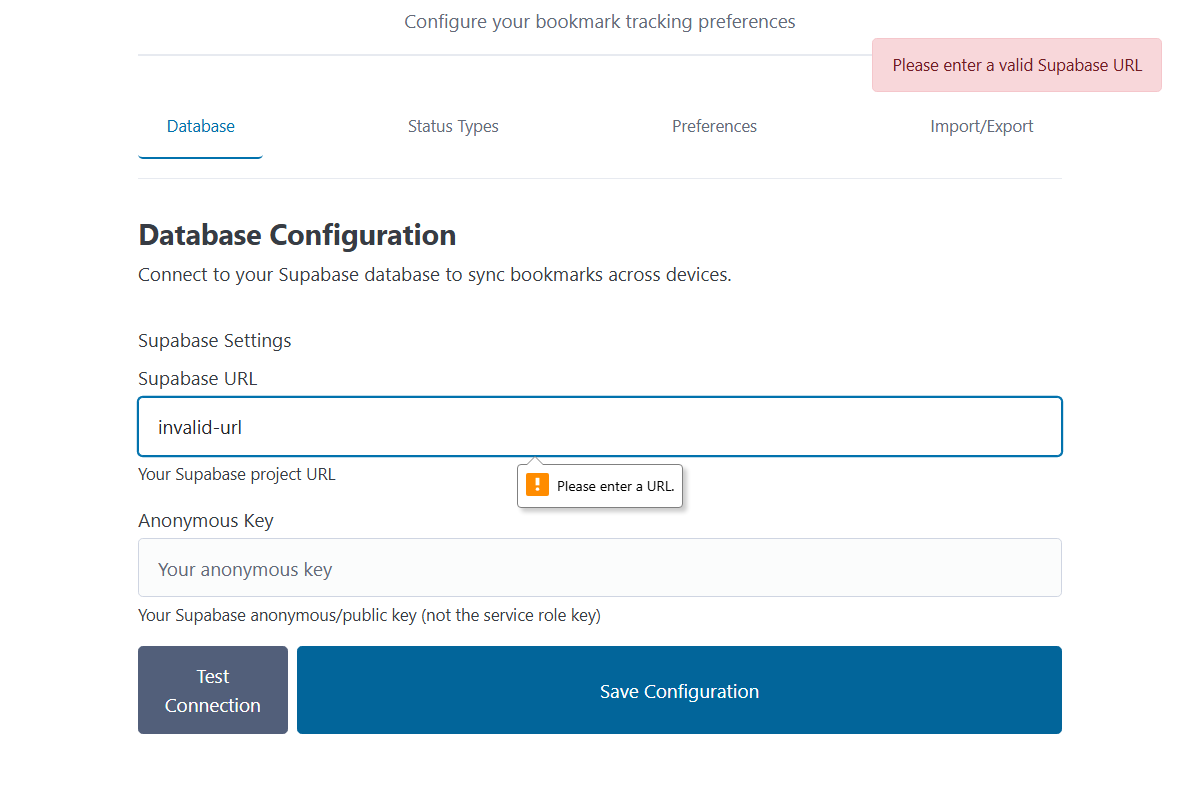 Configure your bookmark tracking preferences
Please enter a valid Supabase URL
Database
Status Types
Preferences
Import/Export
Database Configuration
Connect to your Supabase database to sync bookmarks across devices.
Supabase Settings
Supabase URL
invalid-url
Your Supabase project URL
Please enter a URL.
Anonymous Key
Your anonymous key
Your Supabase anonymous/public key (not the service role key)
Test
Connection
Save Configuration